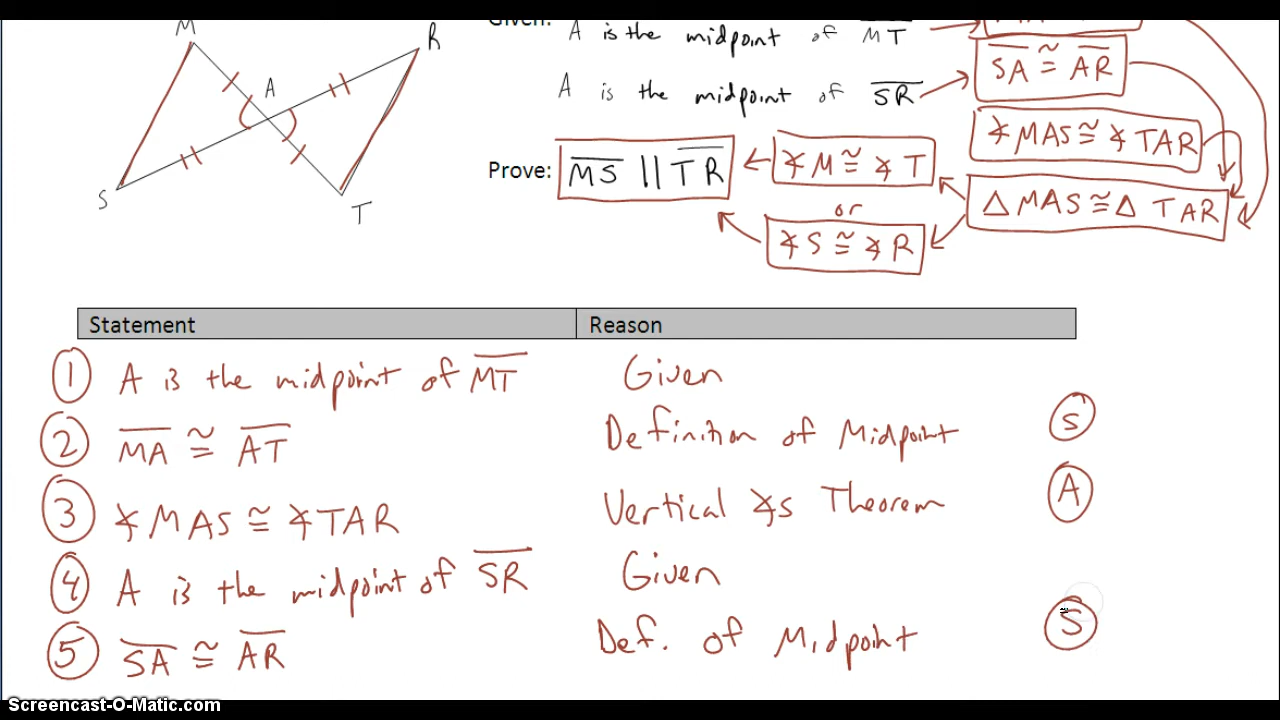 M
R
A
S
T
Given:
A is the midpoint of MT
A is the midpoint of SR
SA ≅ AR
∡MAS ≅ ∡TAR
Prove: MS || TR
∡M ≅ ∡T
△MAS ≅ △TAR
or
∡S ≅ ∡R
Statement Reason
① A is the midpoint of MT Given
② MA ≅ AT Definition of Midpoint Ⓢ
③ ∡MAS ≅ ∡TAR Vertical ∡s Theorem Ⓐ
④ A is the midpoint of SR Given
⑤ SA ≅ AR Def. of Midpoint Ⓢ
Screencast-O-Matic.com